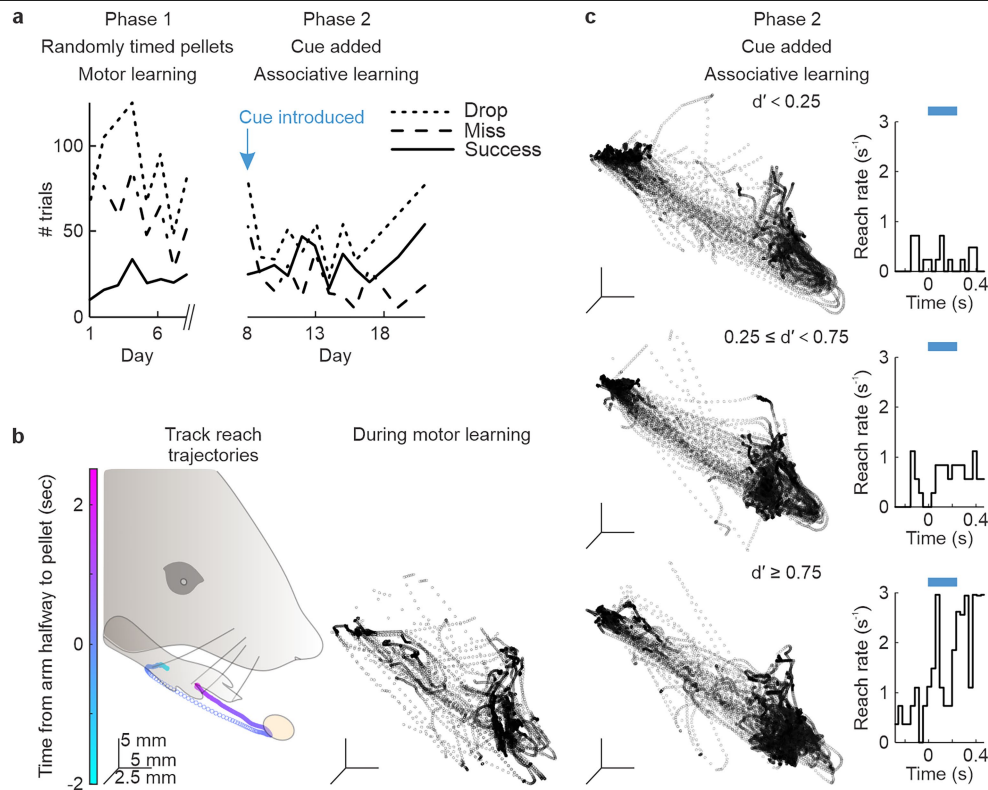 a
Phase 1
Randomly timed pellets
Motor learning
Phase 2
Cue added
Associative learning
Cue introduced
Drop
Miss
Success
# trials
100
50
0
1
6
Day
8
13
18
Day
b
Track reach
trajectories
During motor learning
Time from arm halfway to pellet (sec)
2
0
-2
5 mm
5 mm
2.5 mm
c
Phase 2
Cue added
Associative learning
d′ < 0.25
Reach rate (s⁻¹)
3
2
1
0
0
0.4
Time (s)
0.25 ≤ d′ < 0.75
Reach rate (s⁻¹)
3
2
1
0
0
0.4
Time (s)
d′ ≥ 0.75
Reach rate (s⁻¹)
3
2
1
0
0
0.4
Time (s)